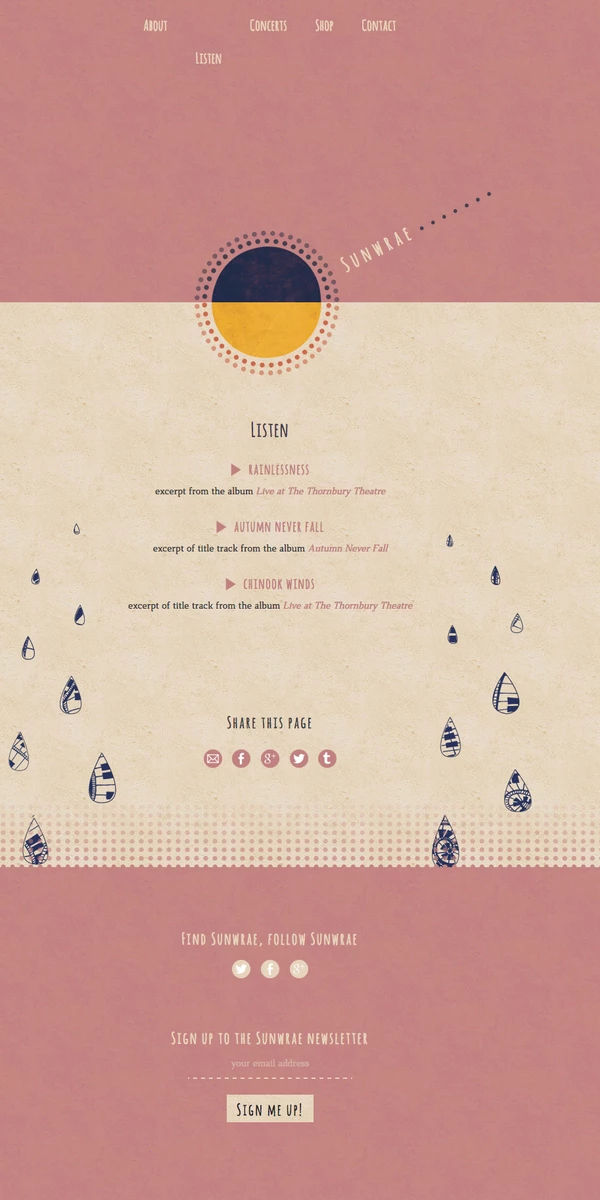 About
Concerts
Shop
Contact
Listen
Sunwrae
Listen
Rainlessness
excerpt from the album Live at The Thornbury Theatre
Autumn Never Fall
excerpt of title track from the album Autumn Never Fall
Chinook Winds
excerpt of title track from the album Live at The Thornbury Theatre
Share this page
Find Sunwrae, follow Sunwrae
Sign up to the Sunwrae newsletter
your email address
Sign me up!